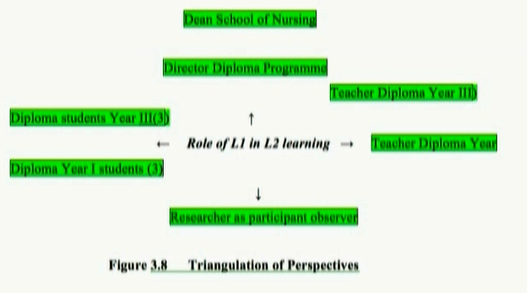 Dean School of Nursing
Director Diploma Programme
Teacher Diploma Year III)
Diploma students Year III(3)
↑
← Role of L1 in L2 learning → Teacher Diploma Year
Diploma Year I students (3)
↓
Researcher as participant observer
Figure 3.8 Triangulation of Perspectives